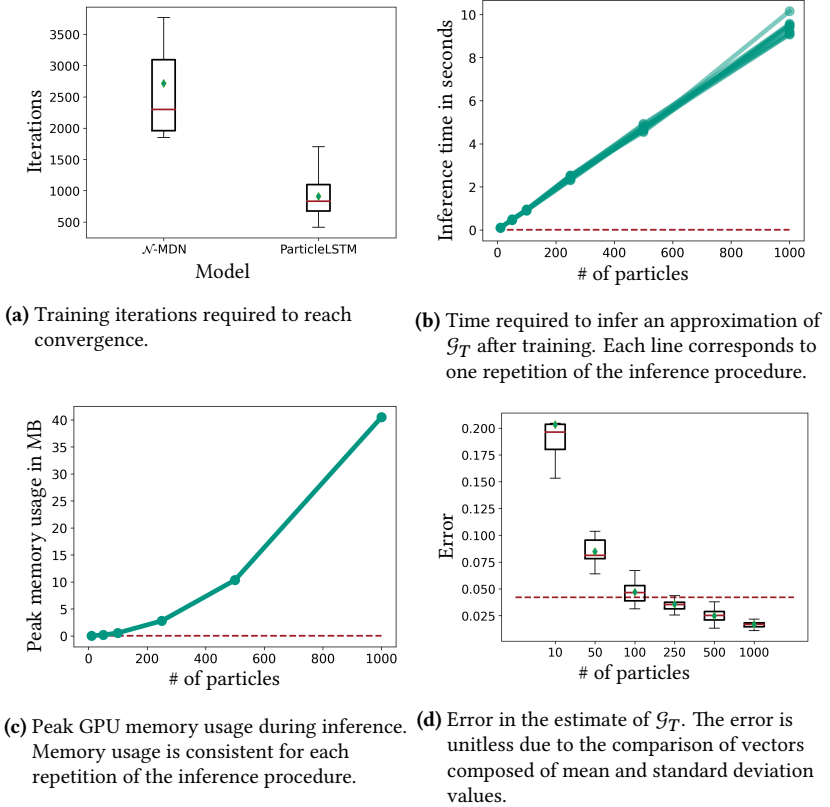 3500
3000
2500
2000
1500
1000
500
Iterations
𝒩-MDN
ParticleLSTM
Model
(a) Training iterations required to reach
convergence.
10
8
6
4
2
0
Inference time in seconds
0
200
400
600
800
1000
# of particles
(b) Time required to infer an approximation of
𝒢T after training. Each line corresponds to
one repetition of the inference procedure.
40
35
30
25
20
15
10
5
0
Peak memory usage in MB
0
200
400
600
800
1000
# of particles
(c) Peak GPU memory usage during inference.
Memory usage is consistent for each
repetition of the inference procedure.
0.200
0.175
0.150
0.125
0.100
0.075
0.050
0.025
Error
10
50
100
250
500
1000
# of particles
(d) Error in the estimate of 𝒢T. The error is
unitless due to the comparison of vectors
composed of mean and standard deviation
values.